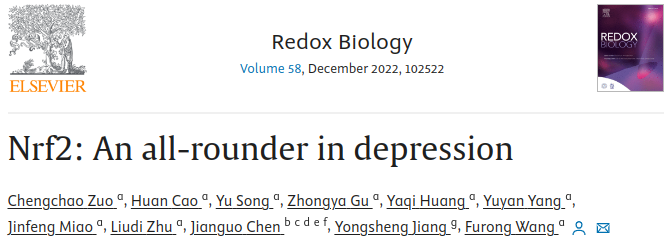 ELSEVIER
Redox Biology
Volume 58, December 2022, 102522
REDOX
BIOLOGY
Nrf2: An all-rounder in depression
Chengchao Zuo a, Huan Cao a, Yu Song a, Zhongya Gu a, Yaqi Huang a, Yuyan Yang a,
Jinfeng Miao a, Liudi Zhu a, Jianguo Chen b c d e f, Yongsheng Jiang g, Furong Wang a